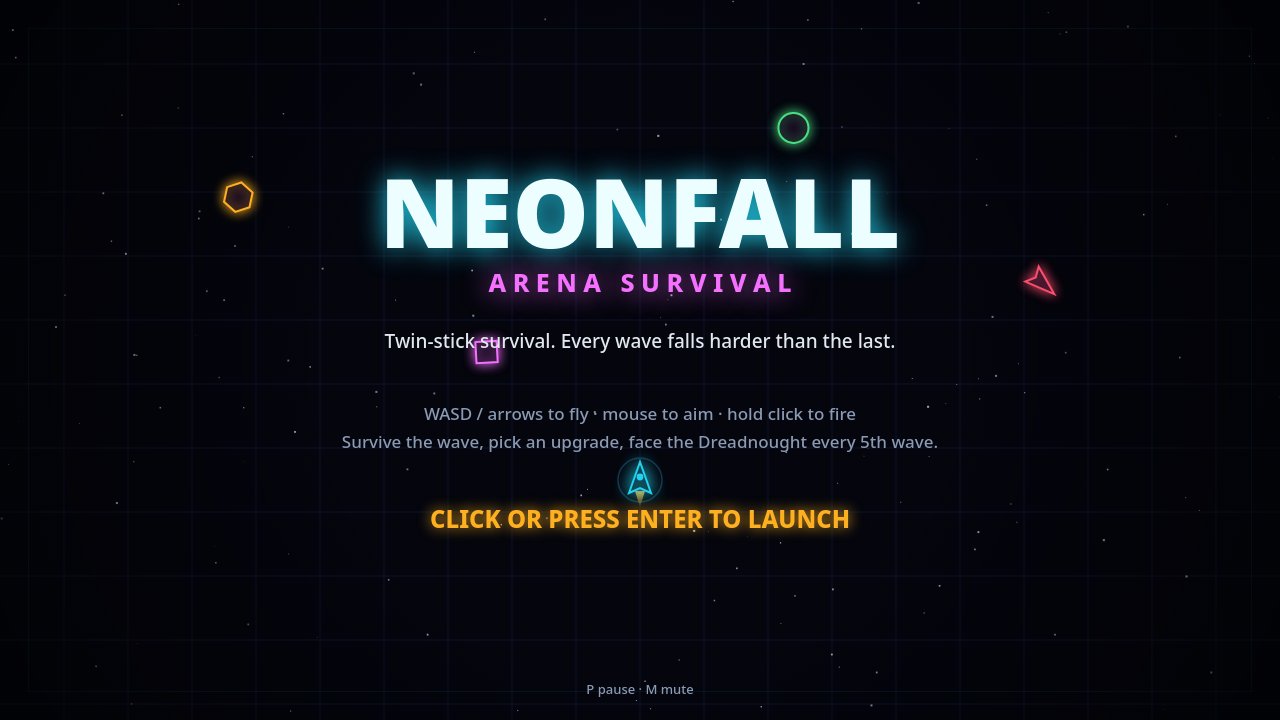 NEONFALL
ARENA SURVIVAL
Twin-stick survival. Every wave falls harder than the last.
WASD / arrows to fly · mouse to aim · hold click to fire
Survive the wave, pick an upgrade, face the Dreadnought every 5th wave.
CLICK OR PRESS ENTER TO LAUNCH
P pause · M mute